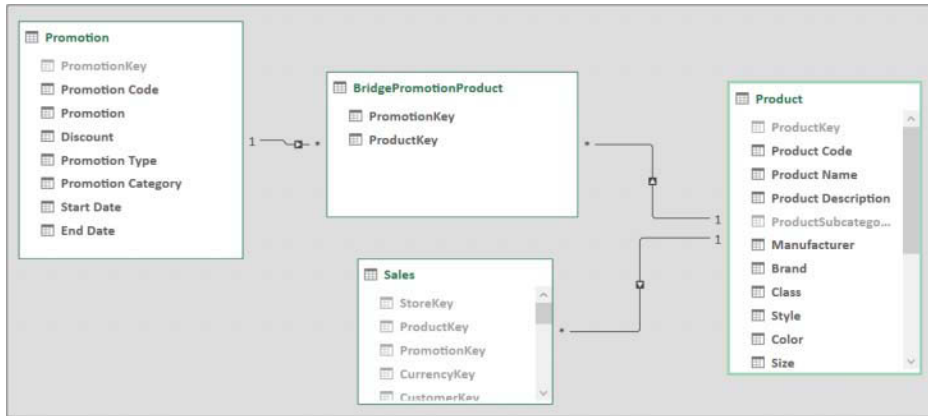 Promotion
PromotionKey
Promotion Code
Promotion
Discount
Promotion Type
Promotion Category
Start Date
End Date
1
*
BridgePromotionProduct
PromotionKey
ProductKey
*
1
1
*
Sales
StoreKey
ProductKey
PromotionKey
CurrencyKey
CustomerKey
Product
ProductKey
Product Code
Product Name
Product Description
ProductSubcatego...
Manufacturer
Brand
Class
Style
Color
Size